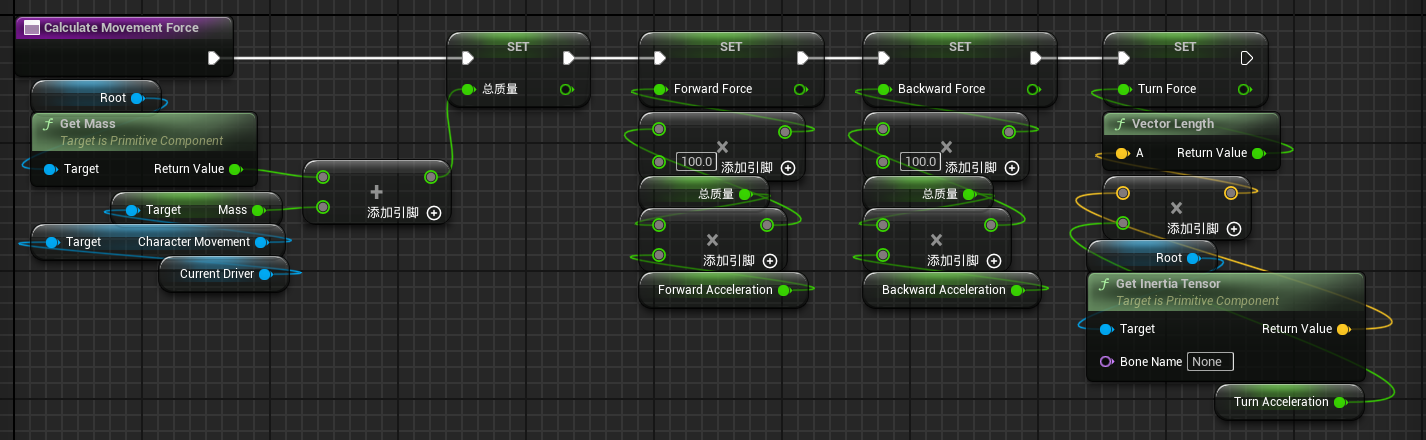 Calculate Movement Force
Root
Get Mass
Target is Primitive Component
Target
Return Value
Target
Mass
Target
Character Movement
Current Driver
+
添加引脚
SET
总质量
SET
Forward Force
×
100.0
添加引脚
总质量
×
添加引脚
Forward Acceleration
SET
Backward Force
×
100.0
添加引脚
总质量
×
添加引脚
Backward Acceleration
SET
Turn Force
f
Vector Length
A
Return Value
×
添加引脚
Root
f
Get Inertia Tensor
Target is Primitive Component
Target
Return Value
Bone Name
None
Turn Acceleration